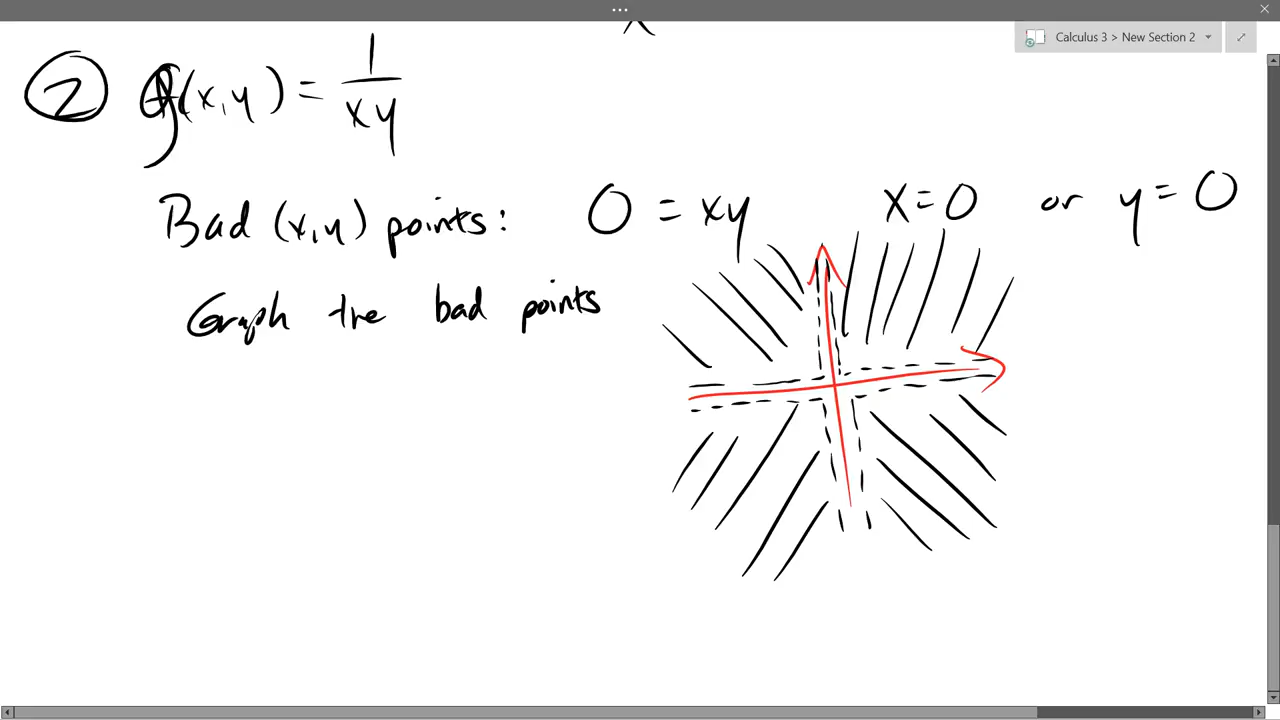 Calculus 3 > New Section 2
② g(x,y) = 1/xy
Bad (x,y) points: 0 = xy x=0 or y=0
Graph the bad points